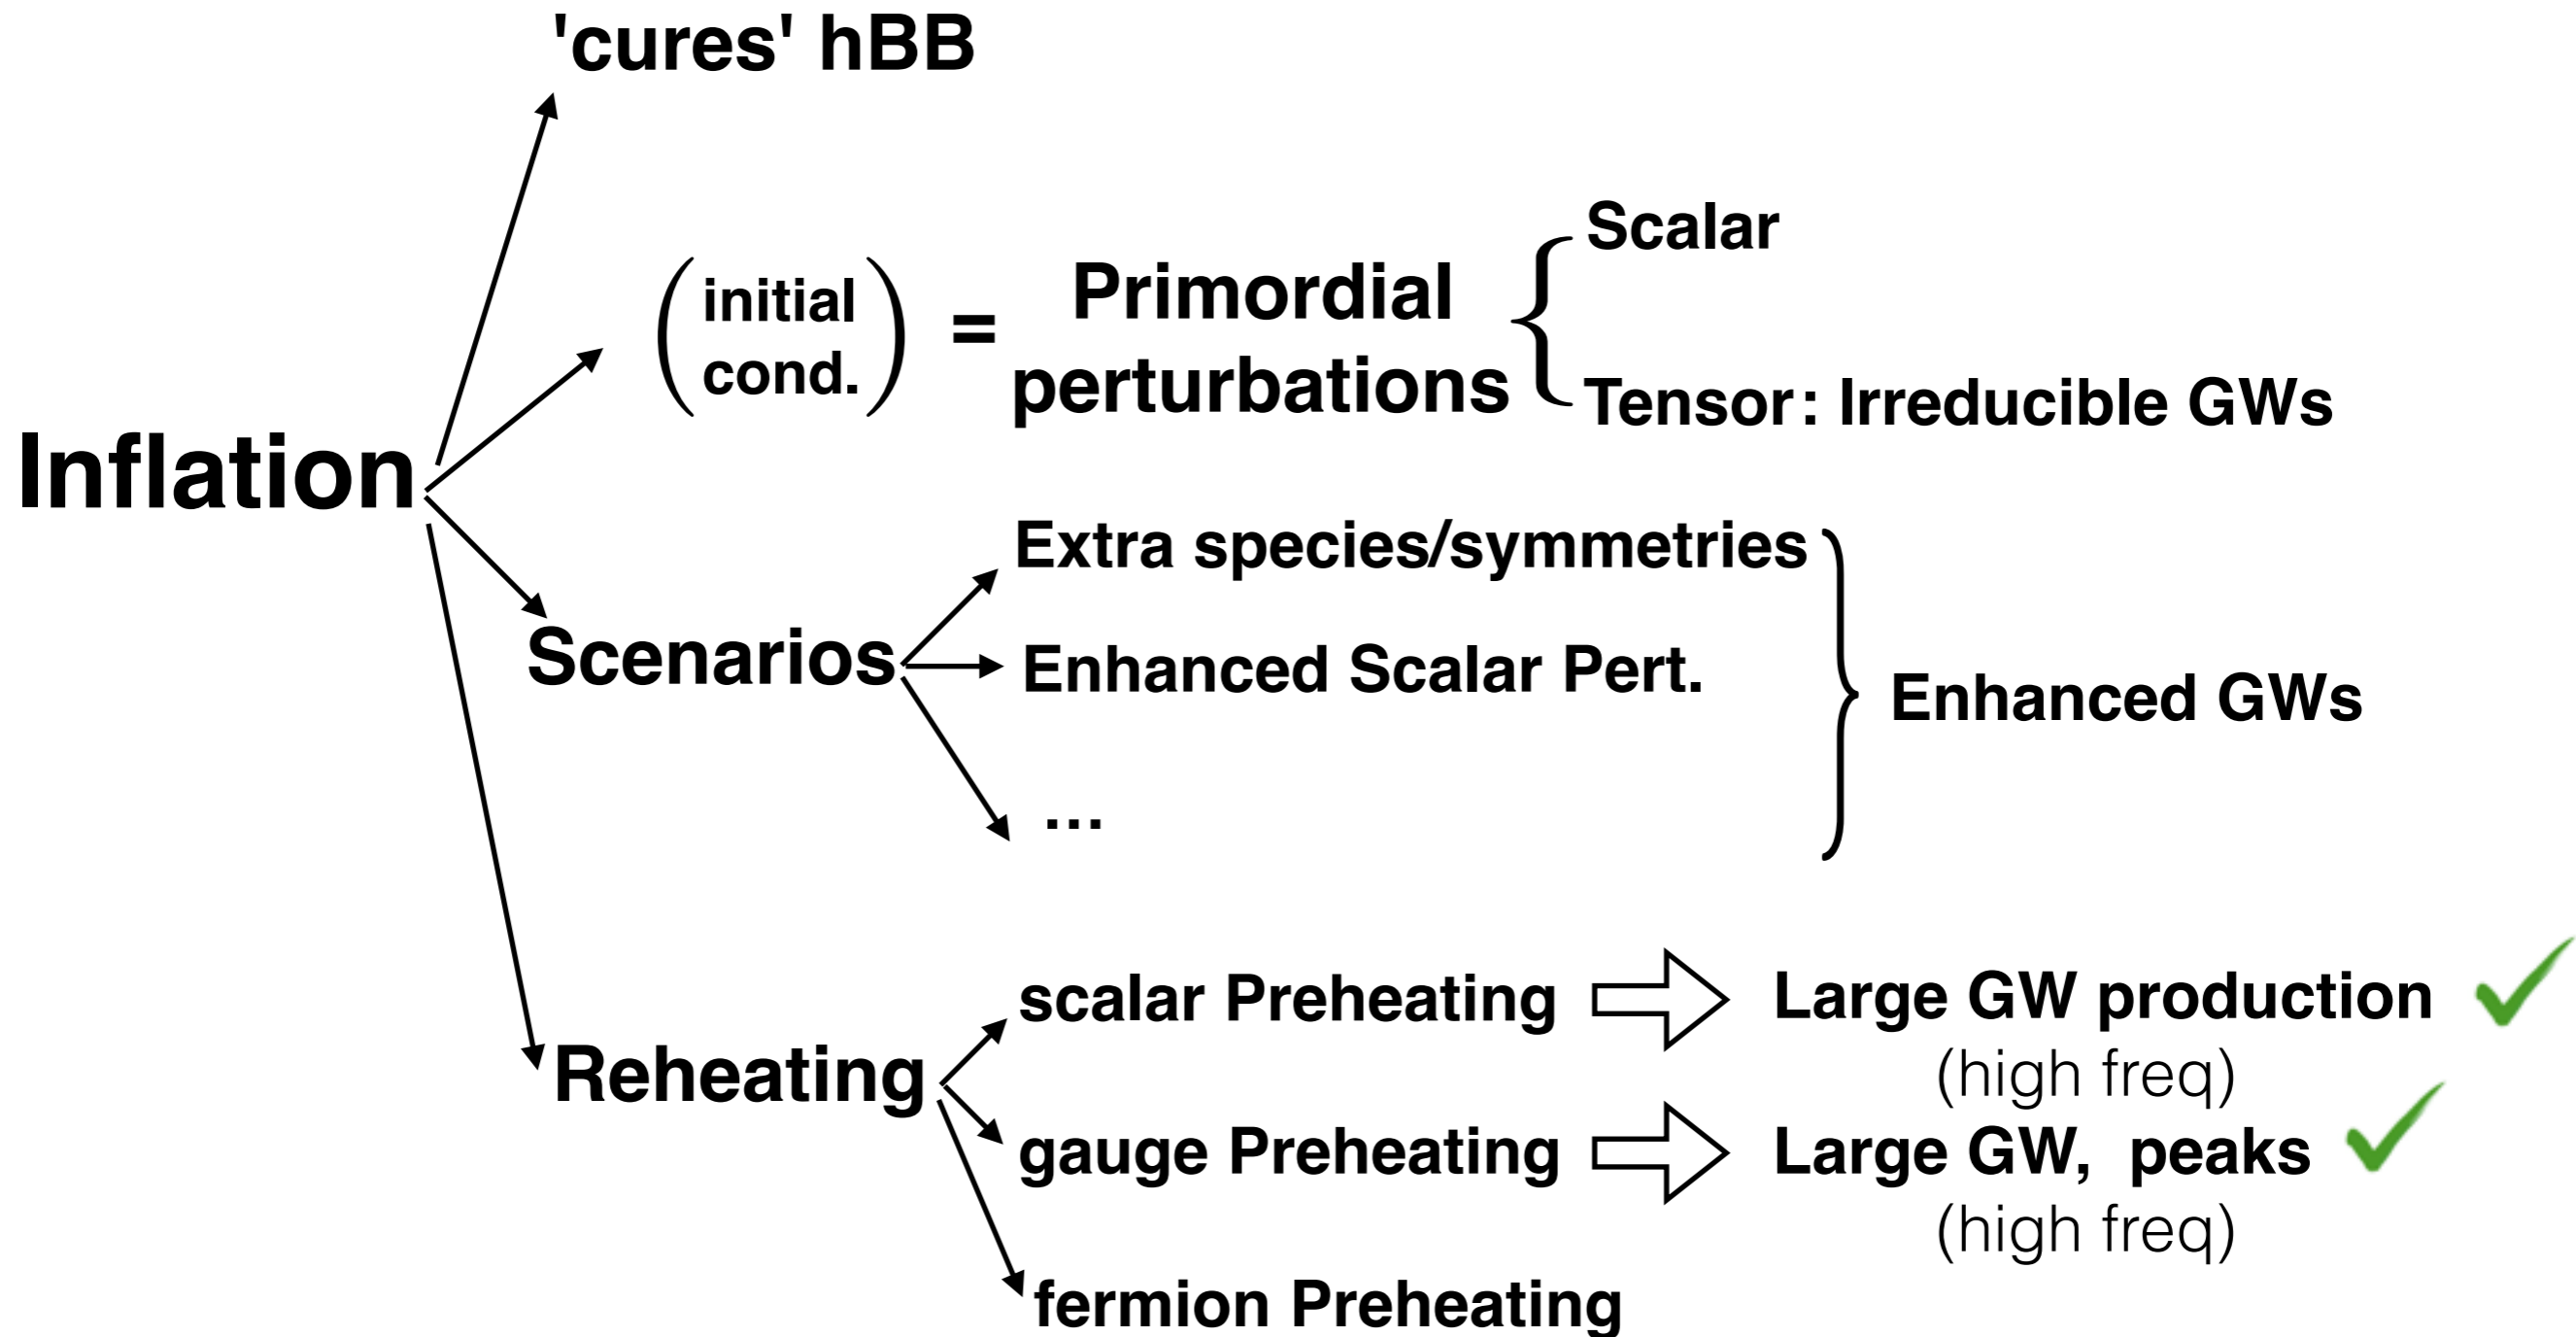 'cures' hBB
Inflation
initial
cond.
=
Primordial
perturbations
Scalar
Tensor: Irreducible GWs
Scenarios
Extra species/symmetries
Enhanced Scalar Pert.
...
Enhanced GWs
Reheating
scalar Preheating
Large GW production
(high freq)
gauge Preheating
Large GW, peaks
(high freq)
fermion Preheating